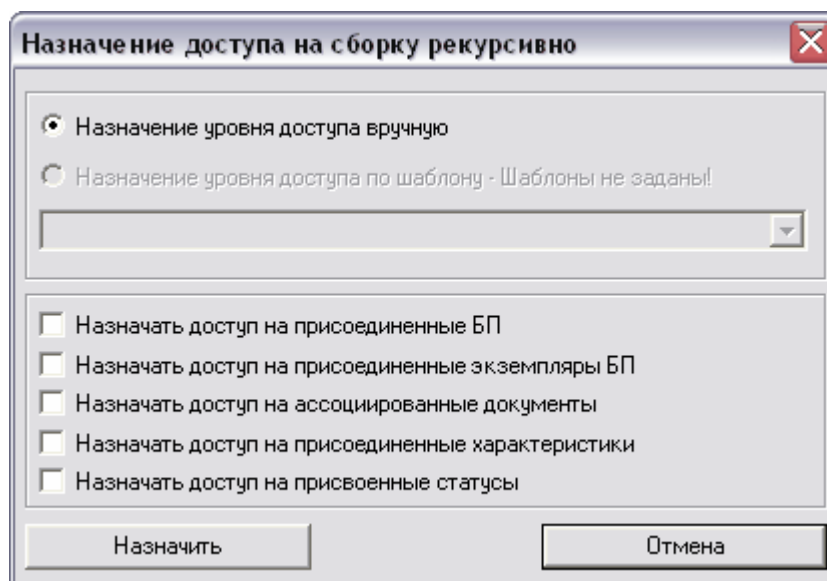 Назначение доступа на сборку рекурсивно
Назначение уровня доступа вручную
Назначение уровня доступа по шаблону - Шаблоны не заданы!
Назначать доступ на присоединенные БП
Назначать доступ на присоединенные экземпляры БП
Назначать доступ на ассоциированные документы
Назначать доступ на присоединенные характеристики
Назначать доступ на присвоенные статусы
Назначить Отмена